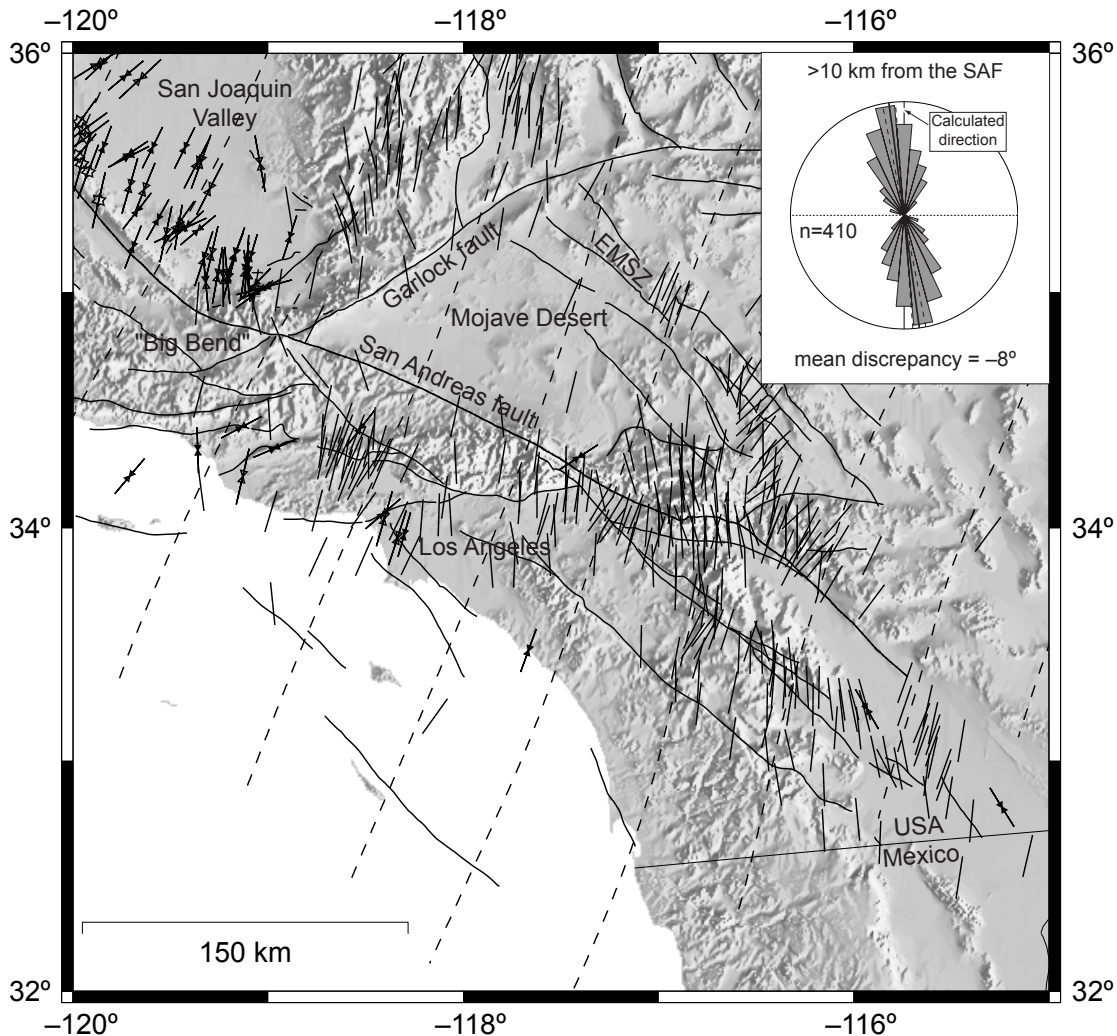 –120º
–118º
–116º
36º
36º
>10 km from the SAF
San Joaquin
Valley
Calculated
direction
n=410
mean discrepancy = –8º
Garlock fault
EMSZ
Mojave Desert
"Big Bend"
San Andreas fault
34º
34º
Los Angeles
USA
Mexico
150 km
32º
32º
–120º
–118º
–116º